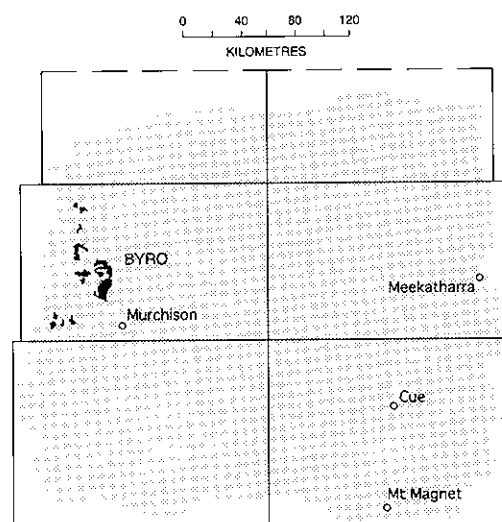 0 40 80 120
KILOMETRES
BYRO
Meekatharra
Murchison
Cue
Mt Magnet